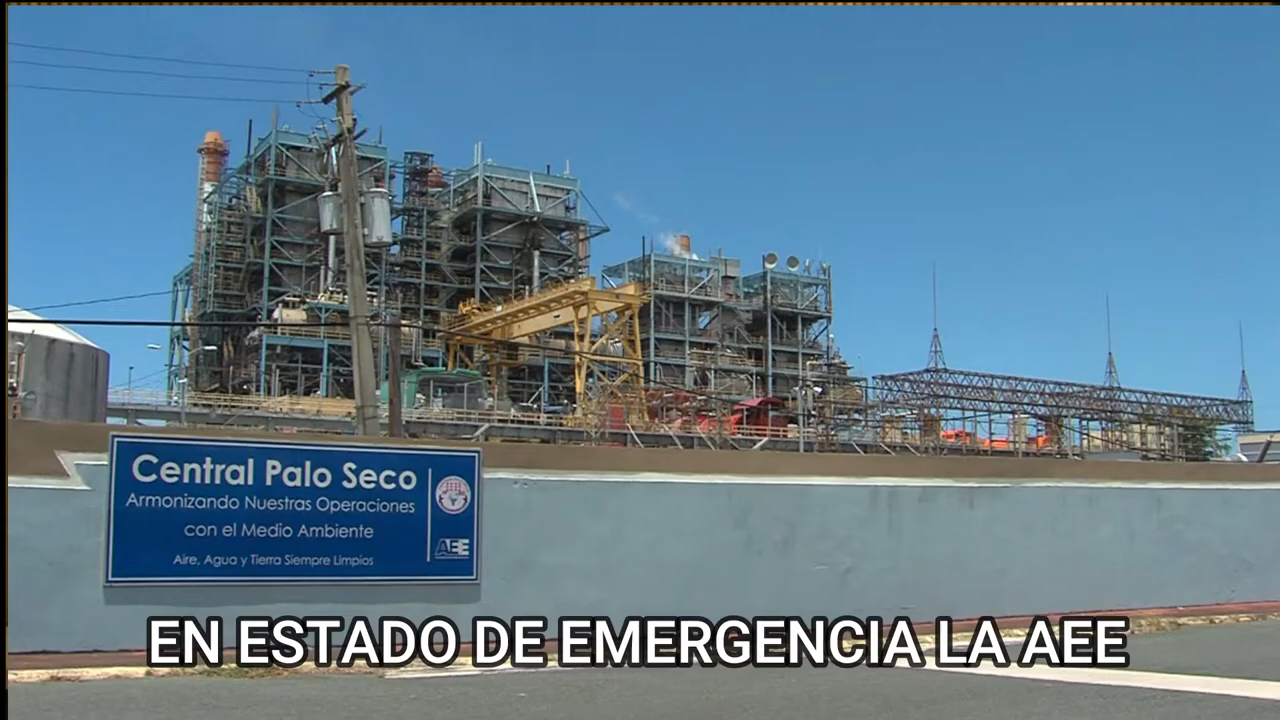 Central Palo Seco
Armonizando Nuestras Operaciones
con el Medio Ambiente
Aire, Agua y Tierra Siempre Limpios
AEE
EN ESTADO DE EMERGENCIA LA AEE